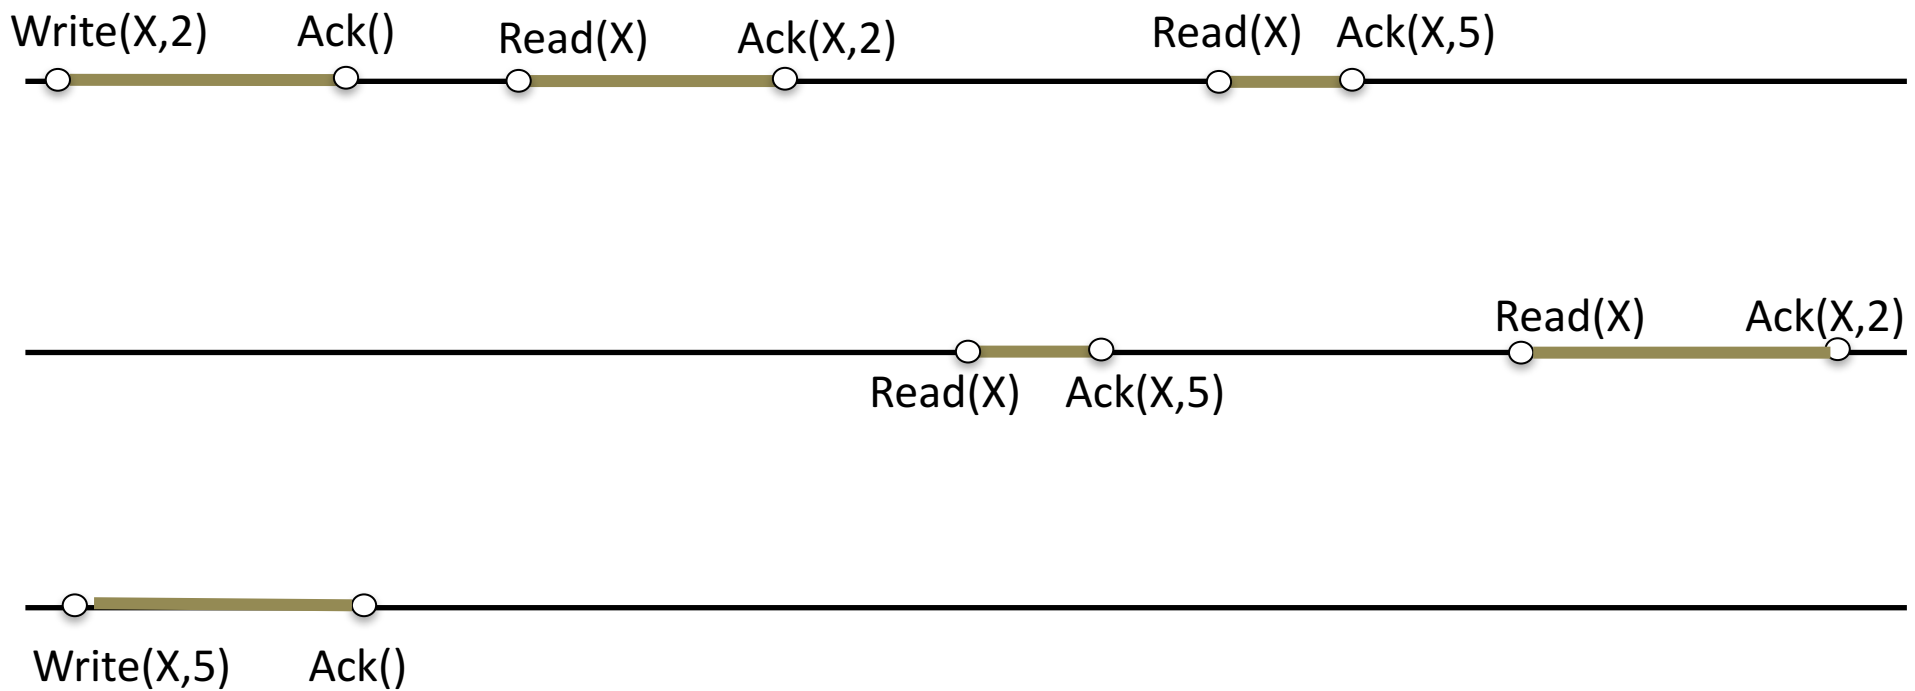 Write(X,2) Ack() Read(X) Ack(X,2) Read(X) Ack(X,5)
Read(X) Ack(X,2)
Read(X) Ack(X,5)
Write(X,5) Ack()